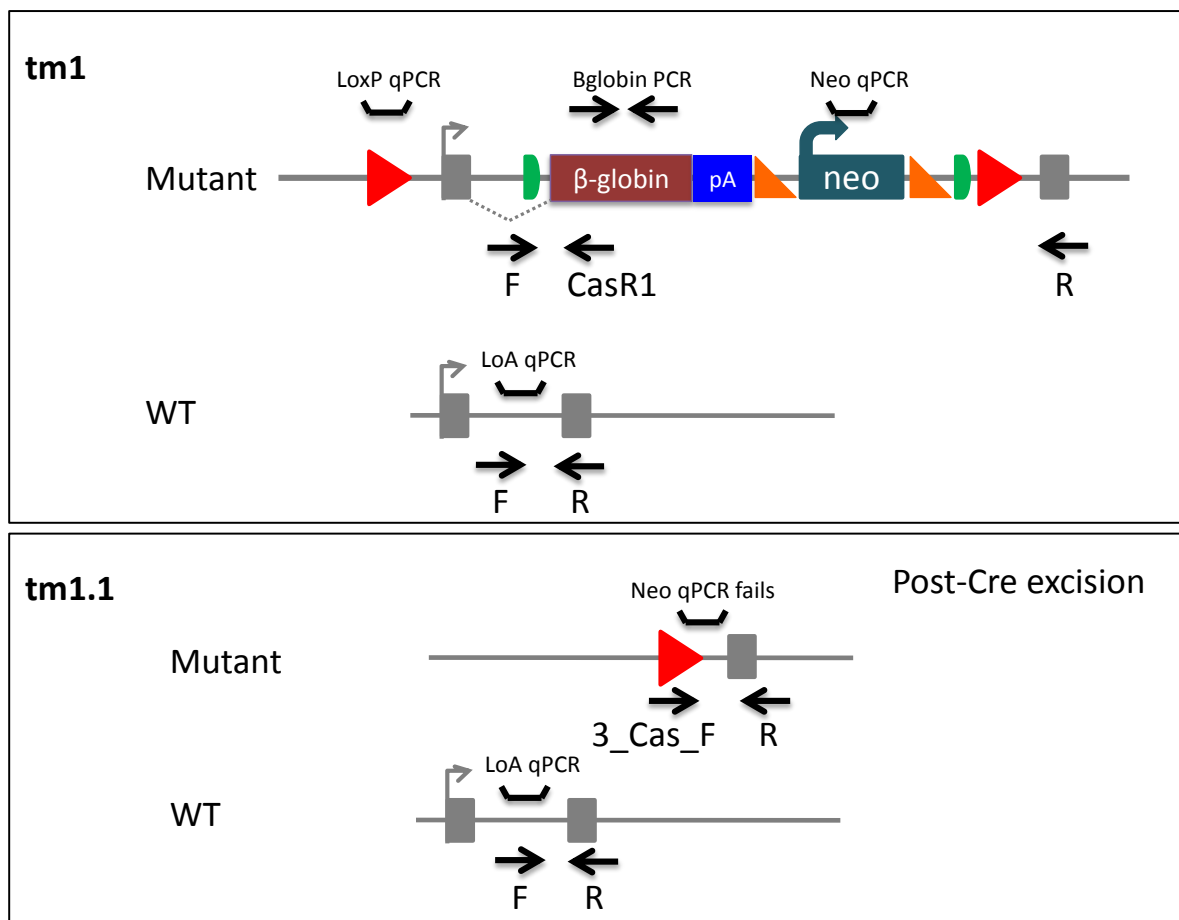 tm1
LoxP qPCR
Bglobin PCR
Neo qPCR
Mutant
β-globin
pA
neo
F
CasR1
R
LoA qPCR
WT
F
R
tm1.1
Post-Cre excision
Neo qPCR fails
Mutant
3_Cas_F
R
LoA qPCR
WT
F
R